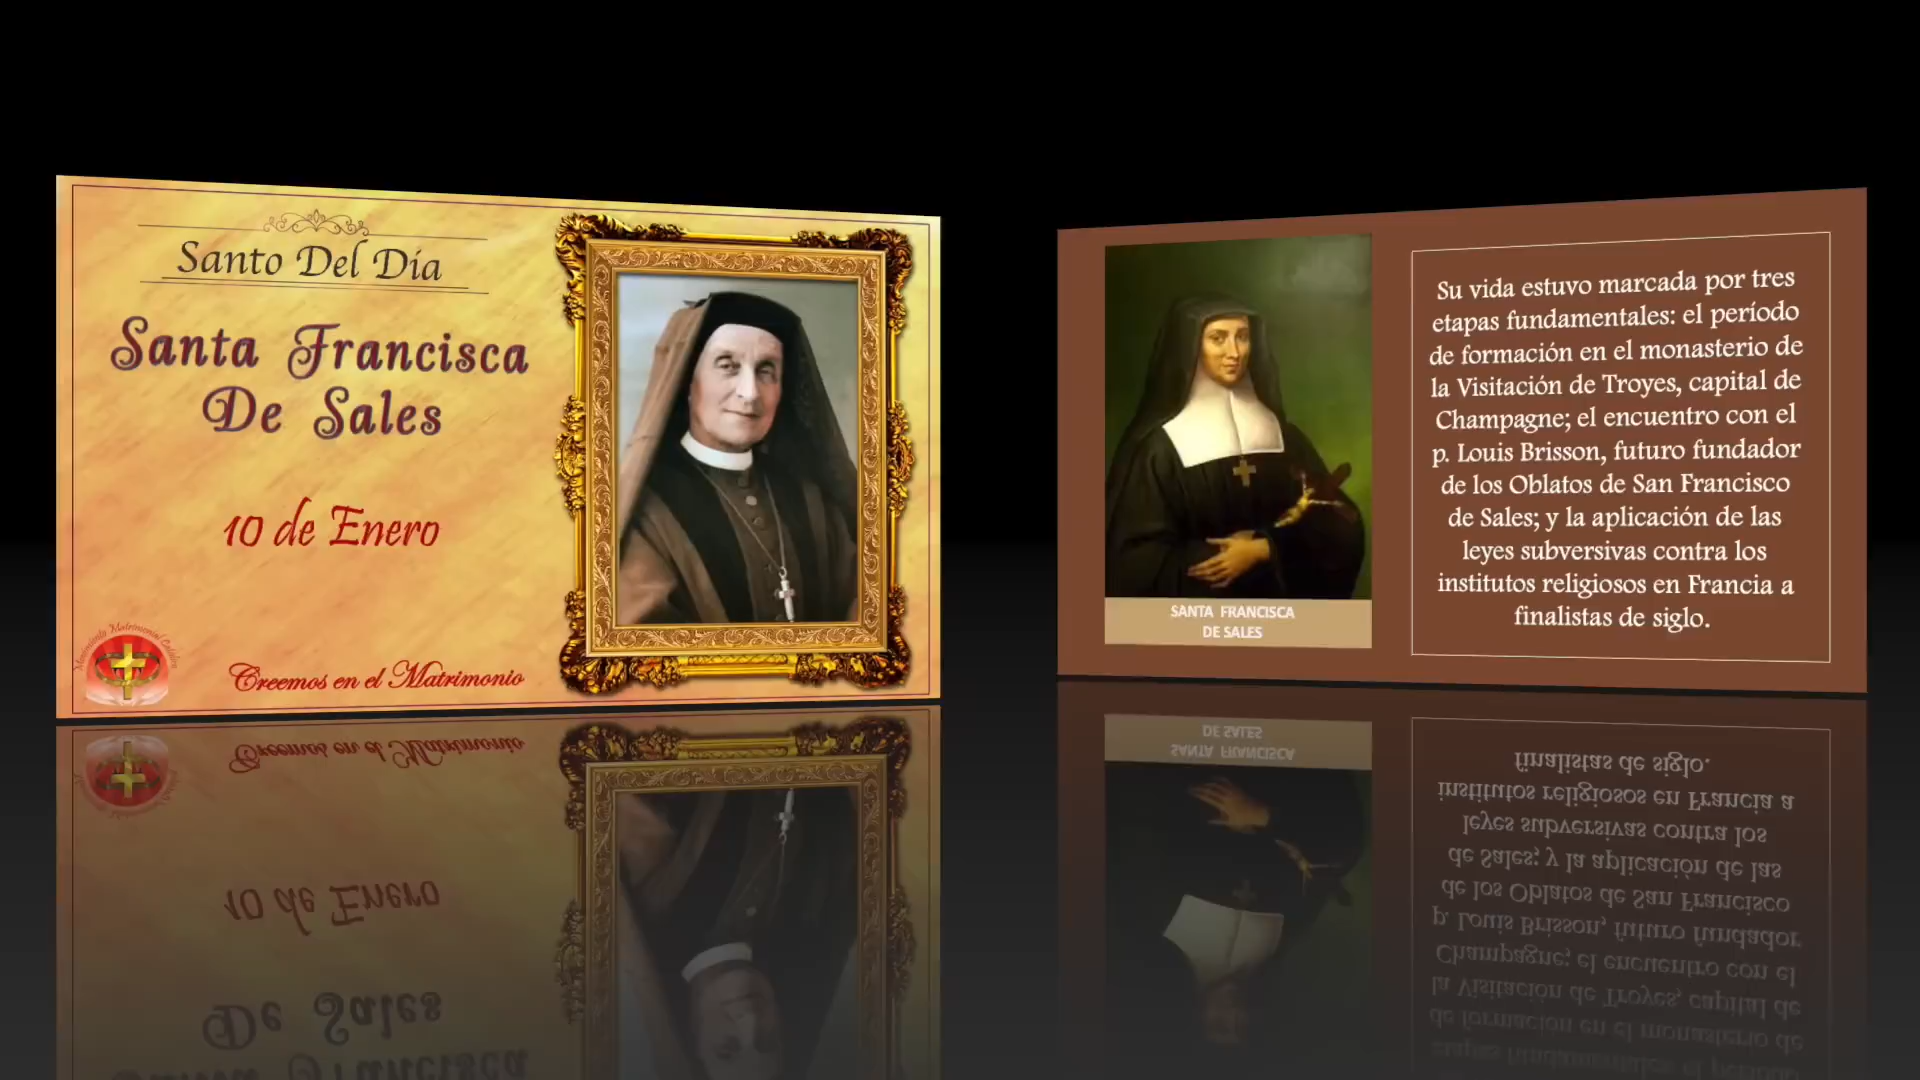 Santo Del Día
Santa Francisca
De Sales
10 de Enero
Creemos en el Matrimonio
SANTA FRANCISCA
DE SALES
Su vida estuvo marcada por tres
etapas fundamentales: el período
de formación en el monasterio de
la Visitación de Troyes, capital de
Champagne; el encuentro con el
p. Louis Brisson, futuro fundador
de los Oblatos de San Francisco
de Sales; y la aplicación de las
leyes subversivas contra los
institutos religiosos en Francia a
finalistas de siglo.